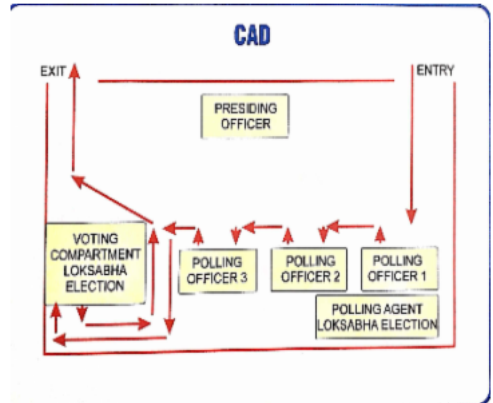 CAD
EXIT
ENTRY
PRESIDING
OFFICER
VOTING
COMPARTMENT
LOKSABHA
ELECTION
POLLING
OFFICER 3
POLLING
OFFICER 2
POLLING
OFFICER 1
POLLING AGENT
LOKSABHA ELECTION